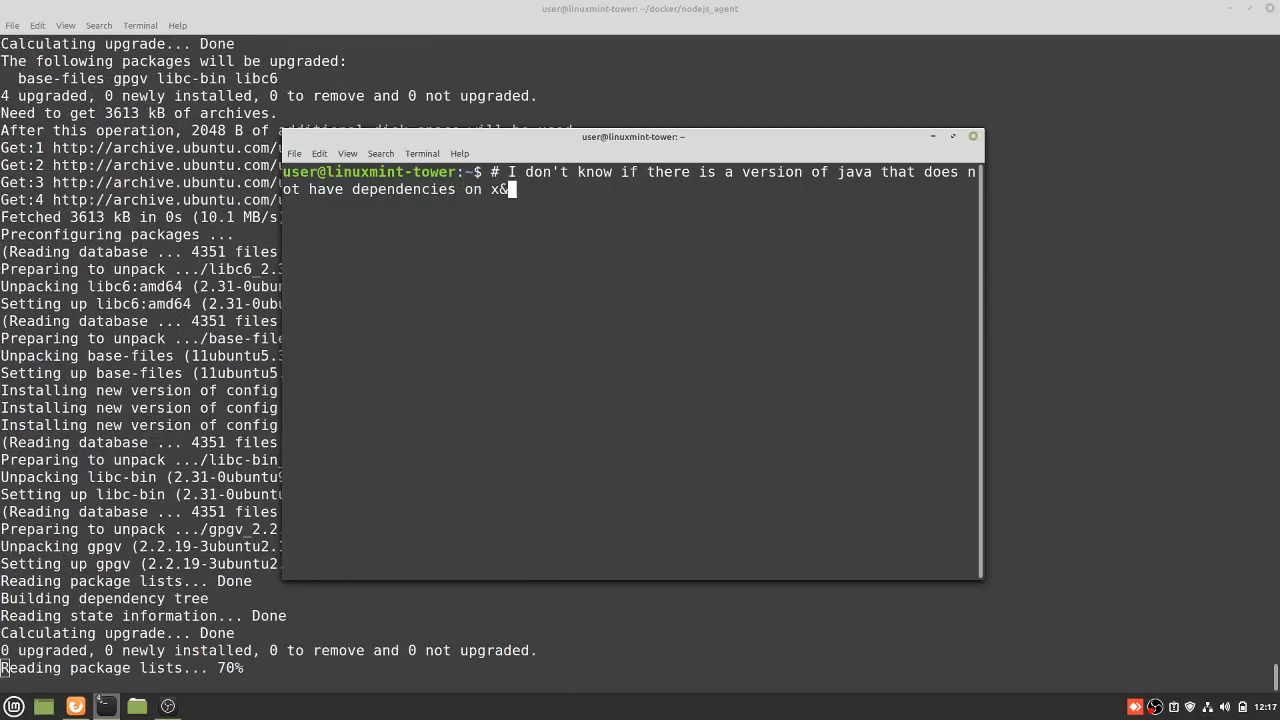 user@linuxmint-tower: ~/docker/nodejs_agent
File Edit View Search Terminal Help
Calculating upgrade... Done
The following packages will be upgraded:
base-files gpgv libc-bin libc6
4 upgraded, 0 newly installed, 0 to remove and 0 not upgraded.
Need to get 3613 kB of archives.
After this operation, 2048 B of additional disk space will be used.
Get:1 http://archive.ubuntu.com/
Get:2 http://archive.ubuntu.com/
Get:3 http://archive.ubuntu.com/
Get:4 http://archive.ubuntu.com/
Fetched 3613 kB in 0s (10.1 MB/s
Preconfiguring packages ...
(Reading database ... 4351 files
Preparing to unpack .../libc6_2.3
Unpacking libc6:amd64 (2.31-0ubun
Setting up libc6:amd64 (2.31-0ubu
(Reading database ... 4351 files
Preparing to unpack .../base-file
Unpacking base-files (11ubuntu5.
Setting up base-files (11ubuntu5.
Installing new version of config
Installing new version of config
Installing new version of config
(Reading database ... 4351 files
Preparing to unpack .../libc-bin_
Unpacking libc-bin (2.31-0ubuntu
Setting up libc-bin (2.31-0ubuntu
(Reading database ... 4351 files
Preparing to unpack .../gpgv_2.2.
Unpacking gpgv (2.2.19-3ubuntu2.
Setting up gpgv (2.2.19-3ubuntu2.
Reading package lists... Done
Building dependency tree
Reading state information... Done
Calculating upgrade... Done
0 upgraded, 0 newly installed, 0 to remove and 0 not upgraded.
Reading package lists... 70%
user@linuxmint-tower: ~
File Edit View Search Terminal Help
user@linuxmint-tower:~$ # I don't know if there is a version of java that does n
ot have dependencies on x&
12:17